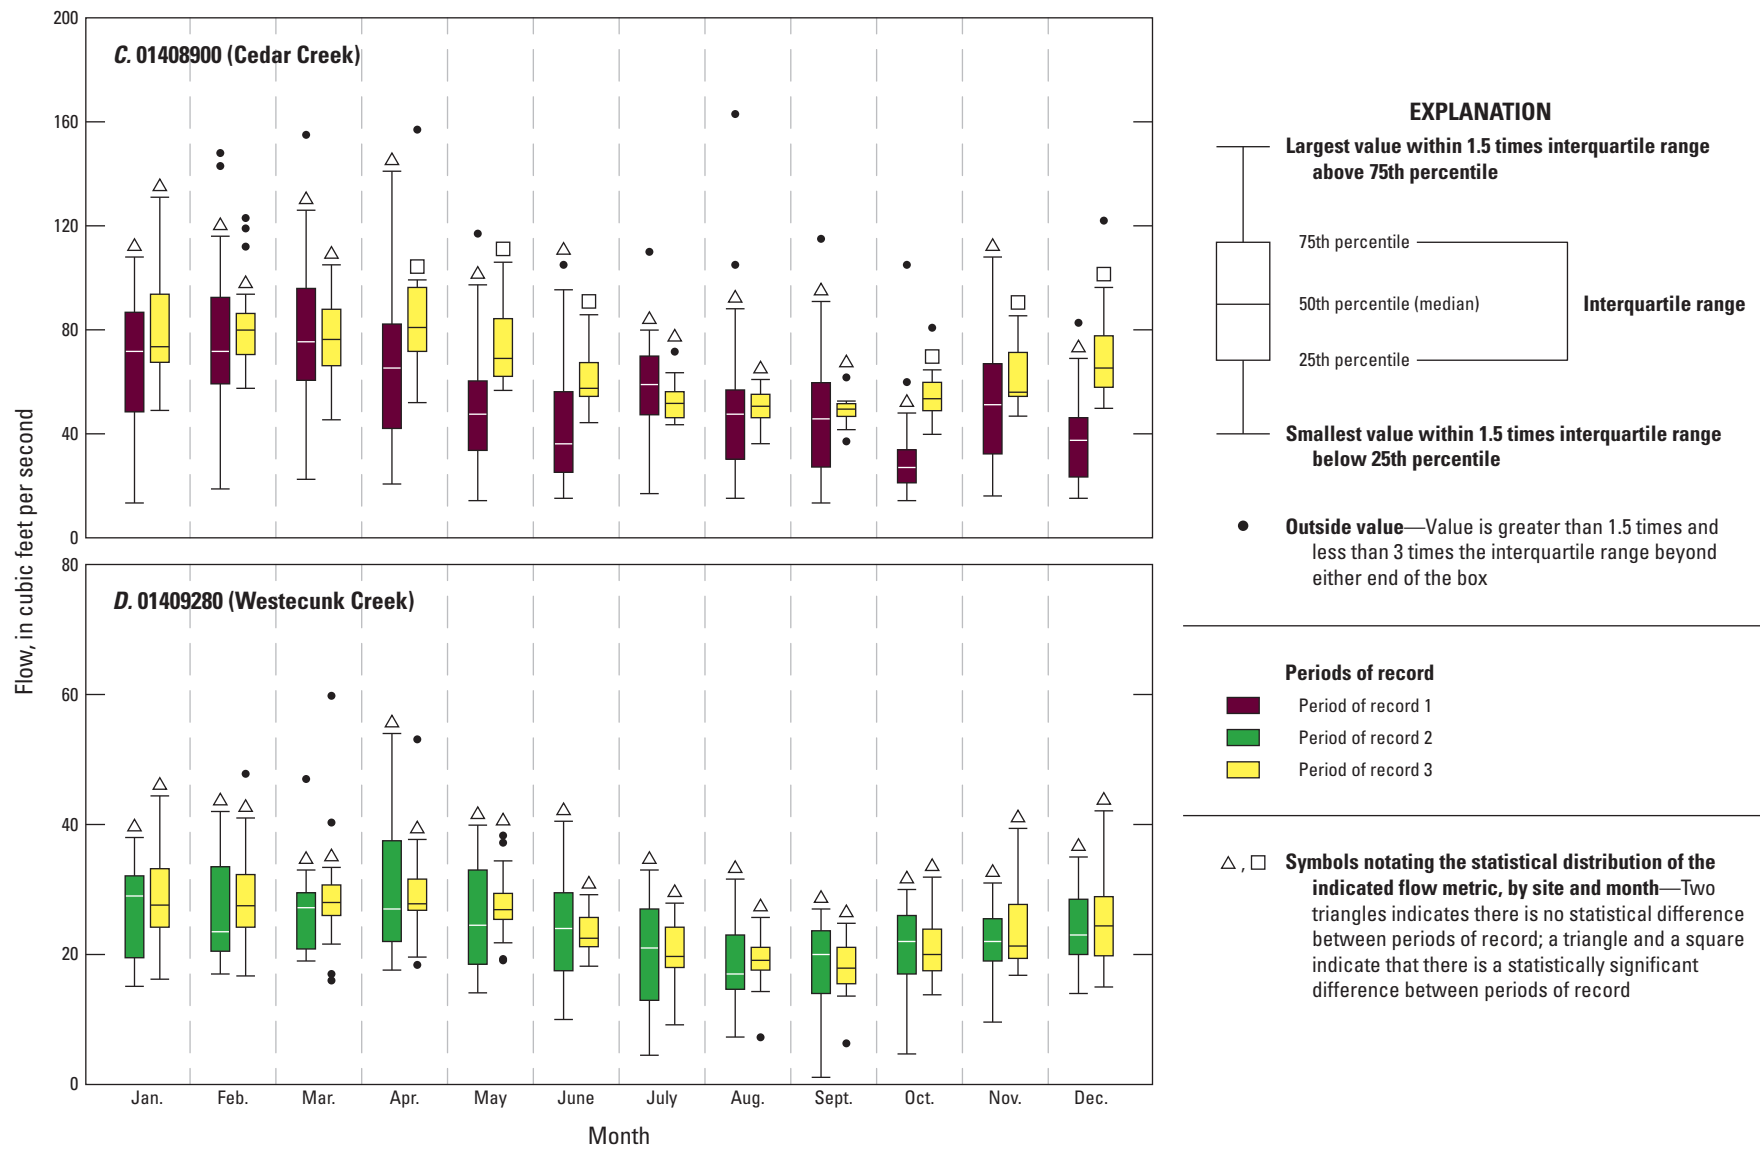 Flow, in cubic feet per second
C. 01408900 (Cedar Creek)
200
160
120
80
40
0
D. 01409280 (Westecunk Creek)
80
60
40
20
0
Jan. Feb. Mar. Apr. May June July Aug. Sept. Oct. Nov. Dec.
Month
EXPLANATION
Largest value within 1.5 times interquartile range
above 75th percentile
75th percentile
50th percentile (median)
Interquartile range
25th percentile
Smallest value within 1.5 times interquartile range
below 25th percentile
Outside value—Value is greater than 1.5 times and
less than 3 times the interquartile range beyond
either end of the box
Periods of record
Period of record 1
Period of record 2
Period of record 3
, Symbols notating the statistical distribution of the
indicated flow metric, by site and month—Two
triangles indicates there is no statistical difference
between periods of record; a triangle and a square
indicate that there is a statistically significant
difference between periods of record